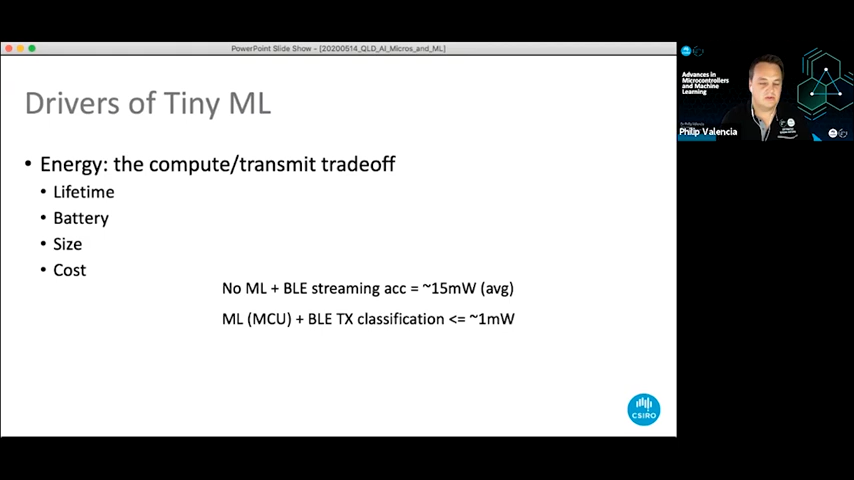 PowerPoint Slide Show - [20200514_QLD_AI_Micros_and_ML]
Drivers of Tiny ML
• Energy: the compute/transmit tradeoff
• Lifetime
• Battery
• Size
• Cost
No ML + BLE streaming acc = ~15mW (avg)
ML (MCU) + BLE TX classification <= ~1mW
CSIRO
Advances in
Microcontrollers
and Machine
Learning
Philip Valencia